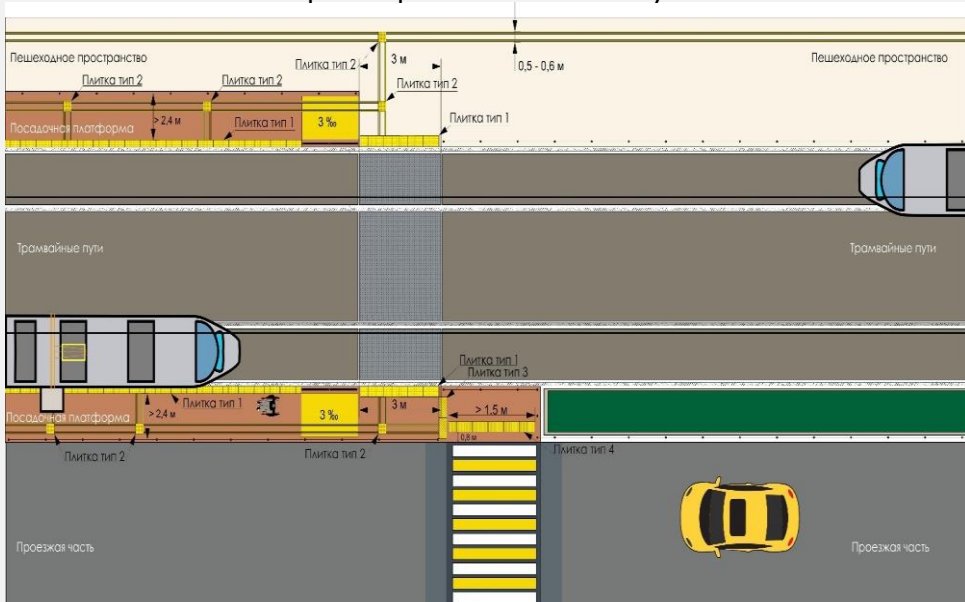 Пешеходное пространство
Плитка тип 2
3 м
0,5 - 0,6 м
Пешеходное пространство
Плитка тип 2
Плитка тип 2
Плитка тип 2
Посадочная платформа
> 2,4 м
Плитка тип 1
3 ‰
Плитка тип 1
Трамвайные пути
Трамвайные пути
Плитка тип 1
Плитка тип 3
Посадочная платформа
> 2,4 м
Плитка тип 1
3 ‰
3 м
> 1,5 м
0,8 м
Плитка тип 2
Плитка тип 2
Плитка тип 4
Проезжая часть
Проезжая часть